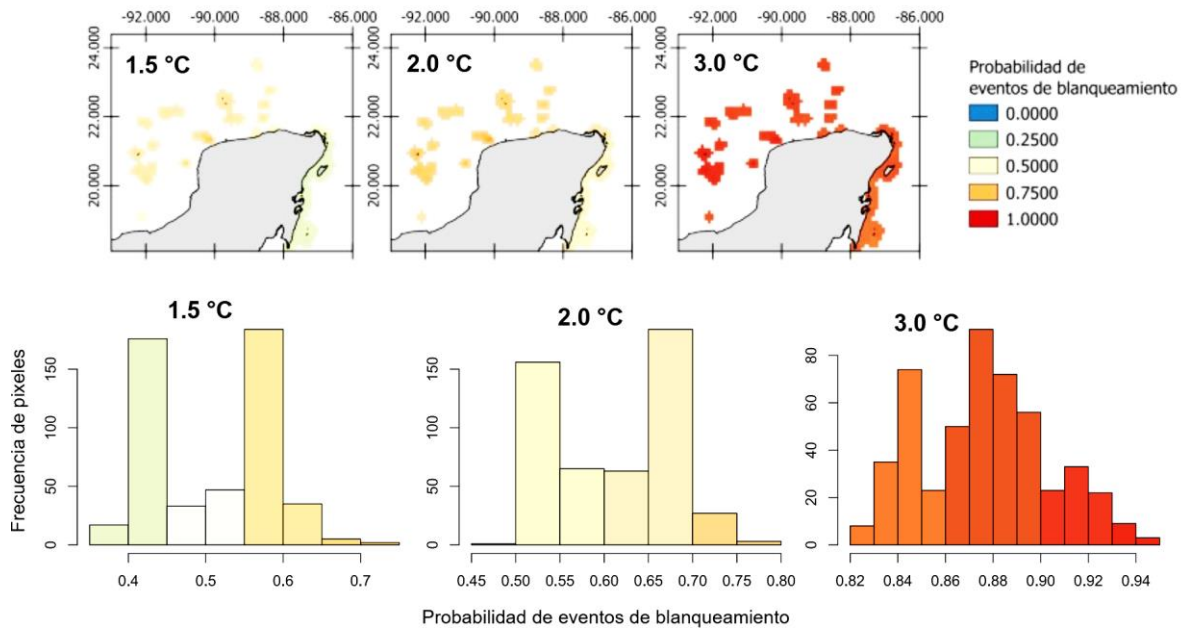 -92.000 -90.000 -88.000 -86.000
-92.000 -90.000 -88.000 -86.000
-92.000 -90.000 -88.000 -86.000
24.000
22.000
20.000
1.5 °C
24.000
22.000
20.000
2.0 °C
24.000
22.000
20.000
3.0 °C
Probabilidad de
eventos de blanqueamiento
0.0000
0.2500
0.5000
0.7500
1.0000
1.5 °C
Frecuencia de pixeles
150
100
50
0
0.4 0.5 0.6 0.7
2.0 °C
150
100
50
0
0.45 0.50 0.55 0.60 0.65 0.70 0.75 0.80
3.0 °C
80
60
40
20
0
0.82 0.84 0.86 0.88 0.90 0.92 0.94
Probabilidad de eventos de blanqueamiento